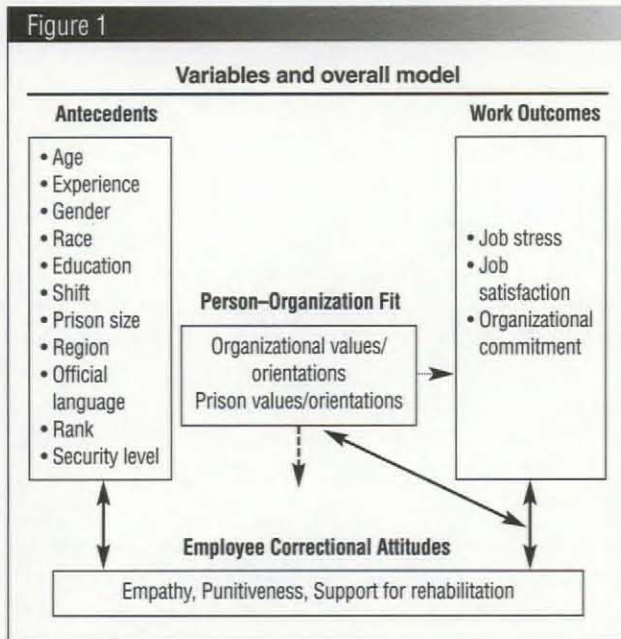 Figure 1
Variables and overall model
Antecedents
• Age
• Experience
• Gender
• Race
• Education
• Shift
• Prison size
• Region
• Official
language
• Rank
• Security level
Person–Organization Fit
Organizational values/
orientations
Prison values/orientations
Work Outcomes
• Job stress
• Job
satisfaction
• Organizational
commitment
Employee Correctional Attitudes
Empathy, Punitiveness, Support for rehabilitation